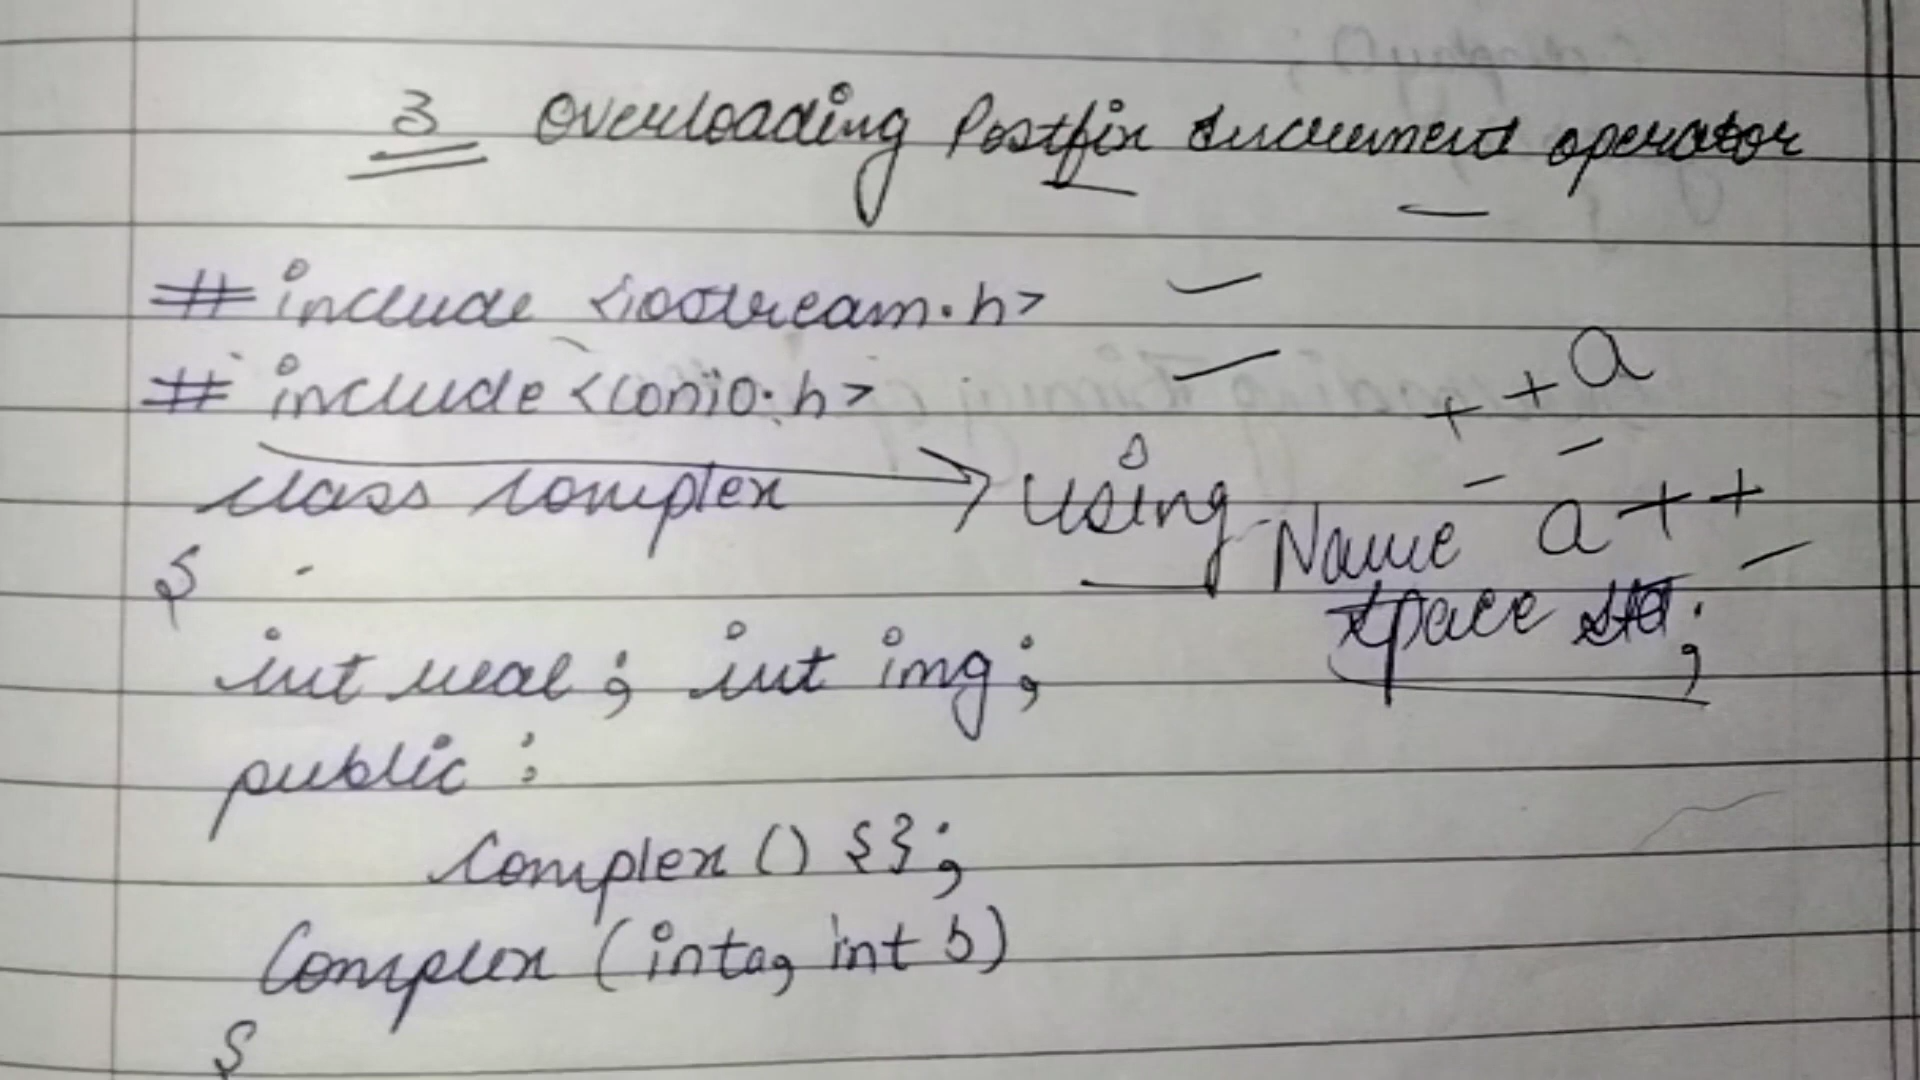 3 Overloading Postfix Increment operator
#include <iostream.h>
#include <conio.h>
++a
class complex
using Name space std;
a++
{
int real; int img;
public:
Complex () {};
Complex (int a, int b)
{